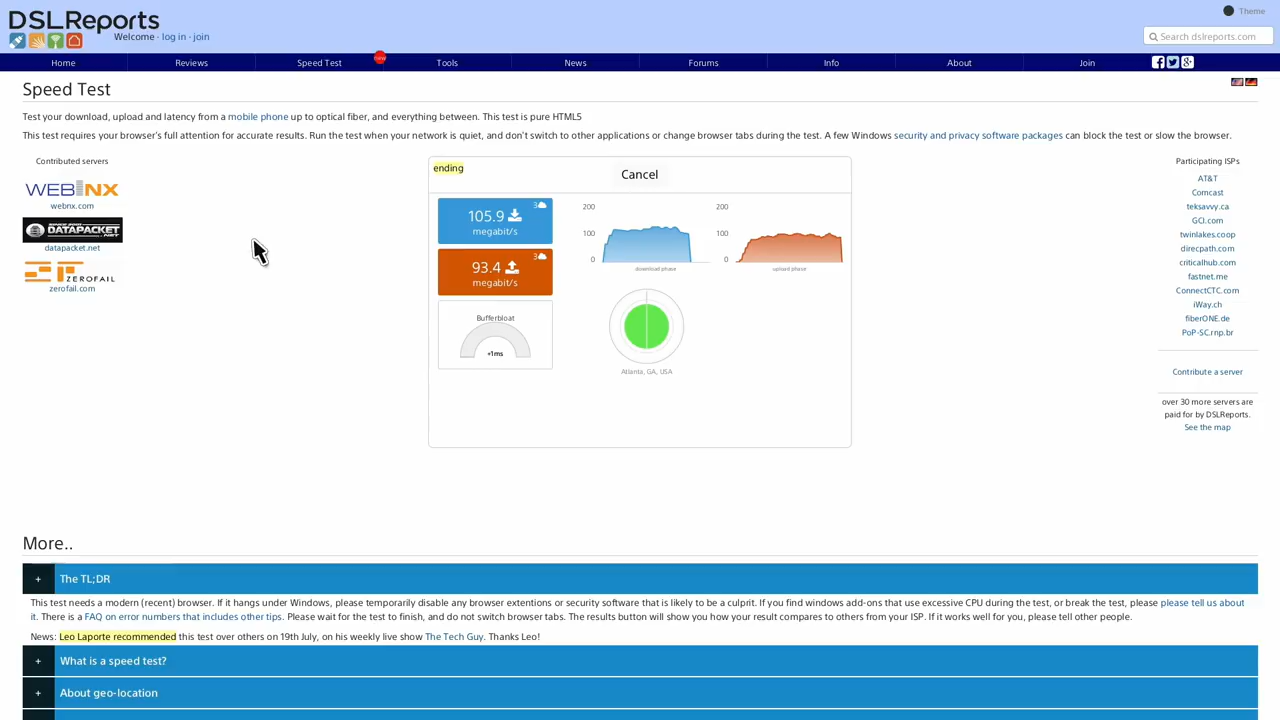 DSLReports
Welcome · log in · join
Theme
Search dslreports.com
Home
Reviews
Speed Test
new
Tools
News
Forums
Info
About
Join
Speed Test
Test your download, upload and latency from a mobile phone up to optical fiber, and everything between. This test is pure HTML5
This test requires your browser's full attention for accurate results. Run the test when your network is quiet, and don't switch to other applications or change browser tabs during the test. A few Windows security and privacy software packages can block the test or slow the browser.
Contributed servers
WEBNX
webnx.com
DATAPACKET.NET
datapacket.net
ZEROFAIL
zerofail.com
ending
Cancel
3
105.9
megabit/s
3
93.4
megabit/s
Bufferbloat
+1ms
200
100
0
download phase
200
100
0
upload phase
Atlanta, GA, USA
Participating ISPs
AT&T
Comcast
teksavvy.ca
GCI.com
twinlakes.coop
direcpath.com
criticalhub.com
fastnet.me
ConnectCTC.com
iWay.ch
fiberONE.de
PoP-SC.rnp.br
Contribute a server
over 30 more servers are
paid for by DSLReports.
See the map
More..
+ The TL;DR
This test needs a modern (recent) browser. If it hangs under Windows, please temporarily disable any browser extentions or security software that is likely to be a culprit. If you find windows add-ons that use excessive CPU during the test, or break the test, please please tell us about
it. There is a FAQ on error numbers that includes other tips. Please wait for the test to finish, and do not switch browser tabs. The results button will show you how your result compares to others from your ISP. If it works well for you, please tell other people.
News: Leo Laporte recommended this test over others on 19th July, on his weekly live show The Tech Guy. Thanks Leo!
+ What is a speed test?
+ About geo-location